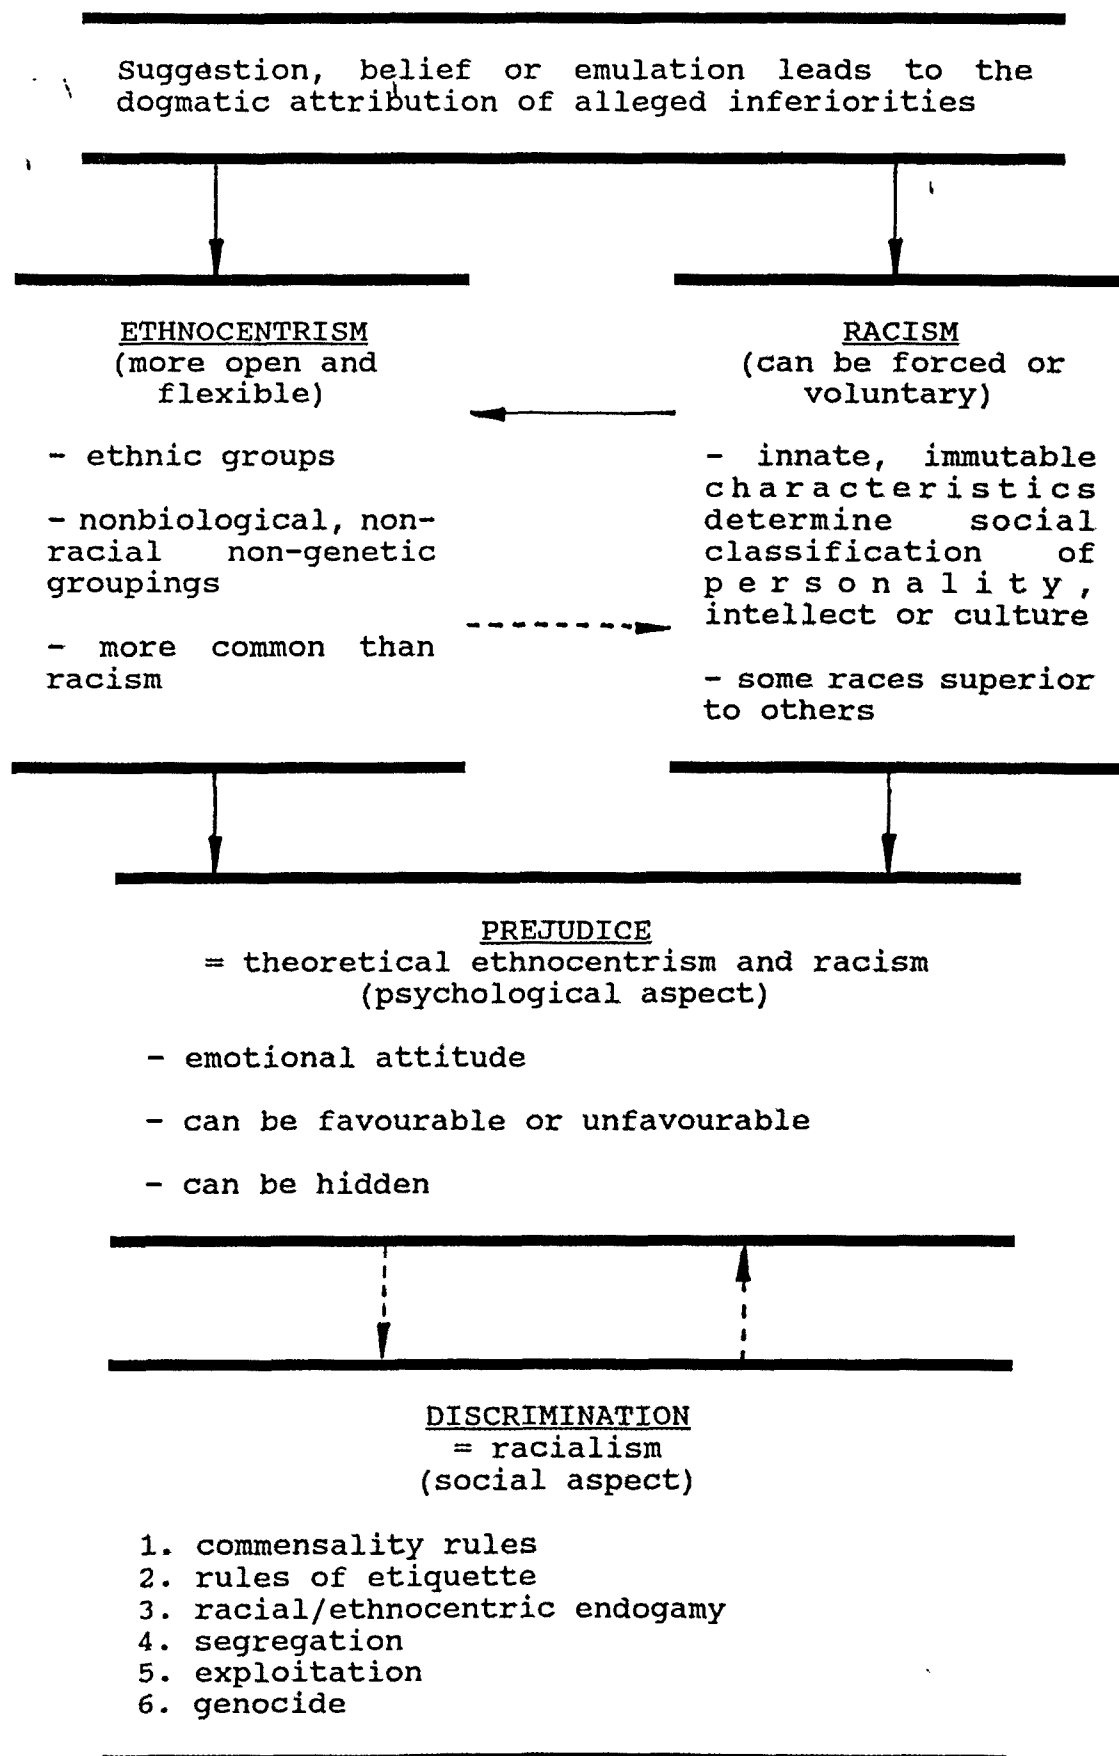 Suggestion, belief or emulation leads to the
dogmatic attribution of alleged inferiorities
ETHNOCENTRISM
(more open and
flexible)
- ethnic groups
- nonbiological, non-
racial non-genetic
groupings
- more common than
racism
RACISM
(can be forced or
voluntary)
- innate, immutable
characteristics
determine social
classification of
personality,
intellect or culture
- some races superior
to others
PREJUDICE
= theoretical ethnocentrism and racism
(psychological aspect)
- emotional attitude
- can be favourable or unfavourable
- can be hidden
DISCRIMINATION
= racialism
(social aspect)
1. commensality rules
2. rules of etiquette
3. racial/ethnocentric endogamy
4. segregation
5. exploitation
6. genocide